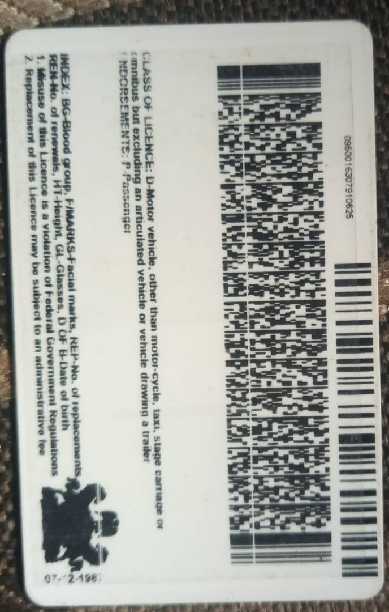 0960016307910626
CLASS OF LICENCE: D-Motor vehicle, other than motor-cycle, taxi, stage carriage or
omnibus but excluding an articulated vehicle or vehicle drawing a trailer
ENDORSEMENTS: P-Passenger
INDEX: BG-Blood group, F/MARKS-Facial marks, REP-No. of replacements
REN-No. of renewals, HT-Height, GL-Glasses, D OF B-Date of birth
1. Misuse of this Licence is a violation of Federal Government Regulations
2. Replacement of this Licence may be subject to an administrative fee